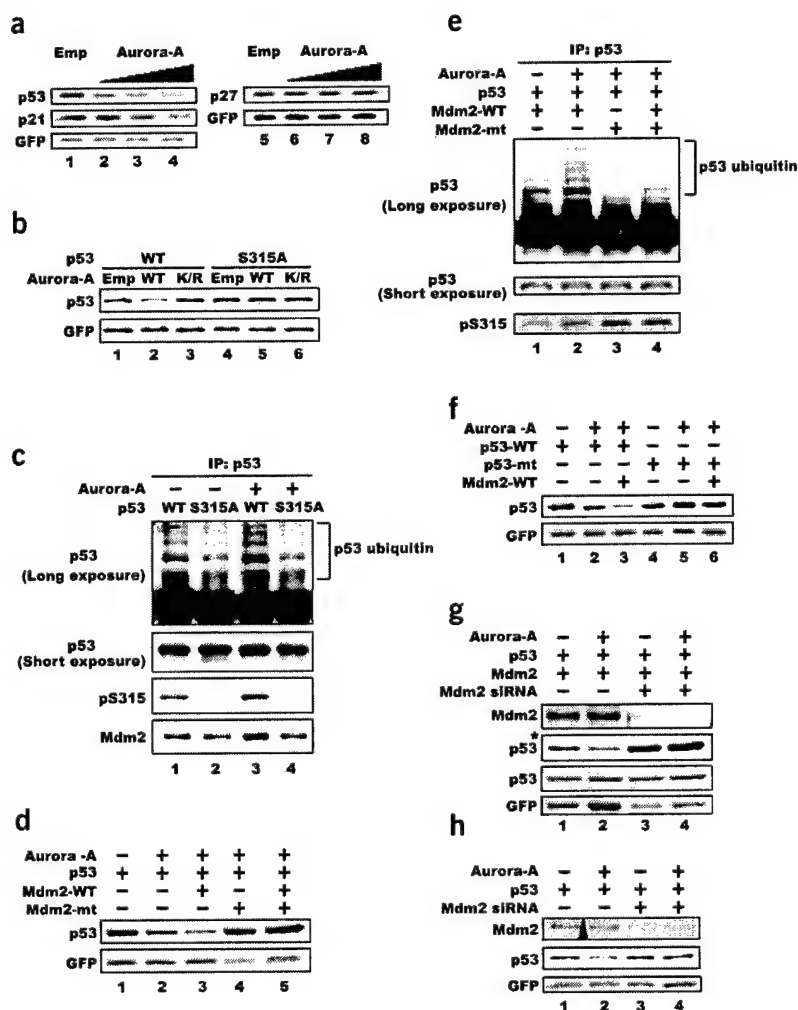 a
Emp Aurora-A Emp Aurora-A
p53 p27
p21 GFP
GFP 5 6 7 8
1 2 3 4
b
p53 WT S315A
Aurora-A Emp WT K/R Emp WT K/R
p53
GFP
1 2 3 4 5 6
c
IP: p53
Aurora-A − − + +
p53 WT S315A WT S315A
p53
(Long exposure)
p53 ubiquitin
p53
(Short exposure)
pS315
Mdm2
1 2 3 4
d
Aurora -A − + + + +
p53 + + + + +
Mdm2-WT − − + − +
Mdm2-mt − − − + +
p53
GFP
1 2 3 4 5
e
IP: p53
Aurora-A − + + +
p53 + + + +
Mdm2-WT + + − +
Mdm2-mt − − + +
p53
(Long exposure)
p53 ubiquitin
p53
(Short exposure)
pS315
1 2 3 4
f
Aurora -A − + + − + +
p53-WT + + + − − −
p53-mt − − − + + +
Mdm2-WT − − + − − +
p53
GFP
1 2 3 4 5 6
g
Aurora-A − + − +
p53 + + + +
Mdm2 + + + +
Mdm2 siRNA − − + +
Mdm2
p53*
p53
GFP
1 2 3 4
h
Aurora-A − + − +
p53 + + + +
Mdm2 siRNA − − + +
Mdm2
p53
GFP
1 2 3 4